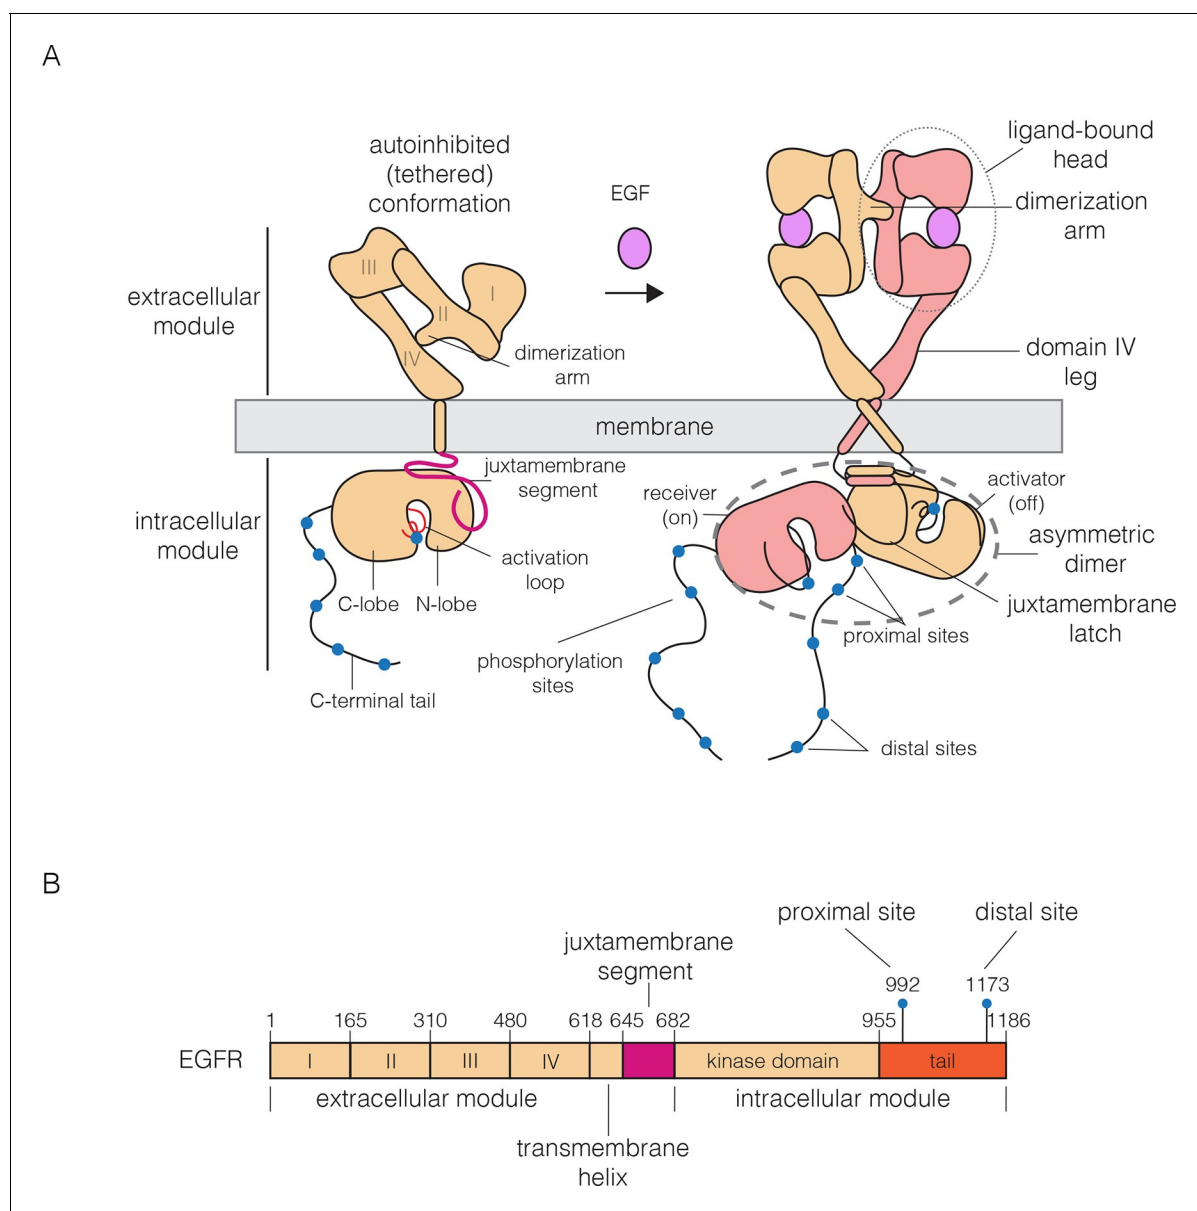 A
autoinhibited
(tethered)
conformation
EGF
ligand-bound
head
dimerization
arm
extracellular
module
III
II
I
IV
dimerization
arm
domain IV
leg
membrane
intracellular
module
juxtamembrane
segment
activation
loop
C-lobe
N-lobe
C-terminal tail
receiver
(on)
activator
(off)
asymmetric
dimer
juxtamembrane
latch
proximal sites
phosphorylation
sites
distal sites
B
proximal site
distal site
juxtamembrane
segment
992
1173
1 165 310 480 618 645 682 955 1186
EGFR I II III IV kinase domain tail
extracellular module
intracellular module
transmembrane
helix